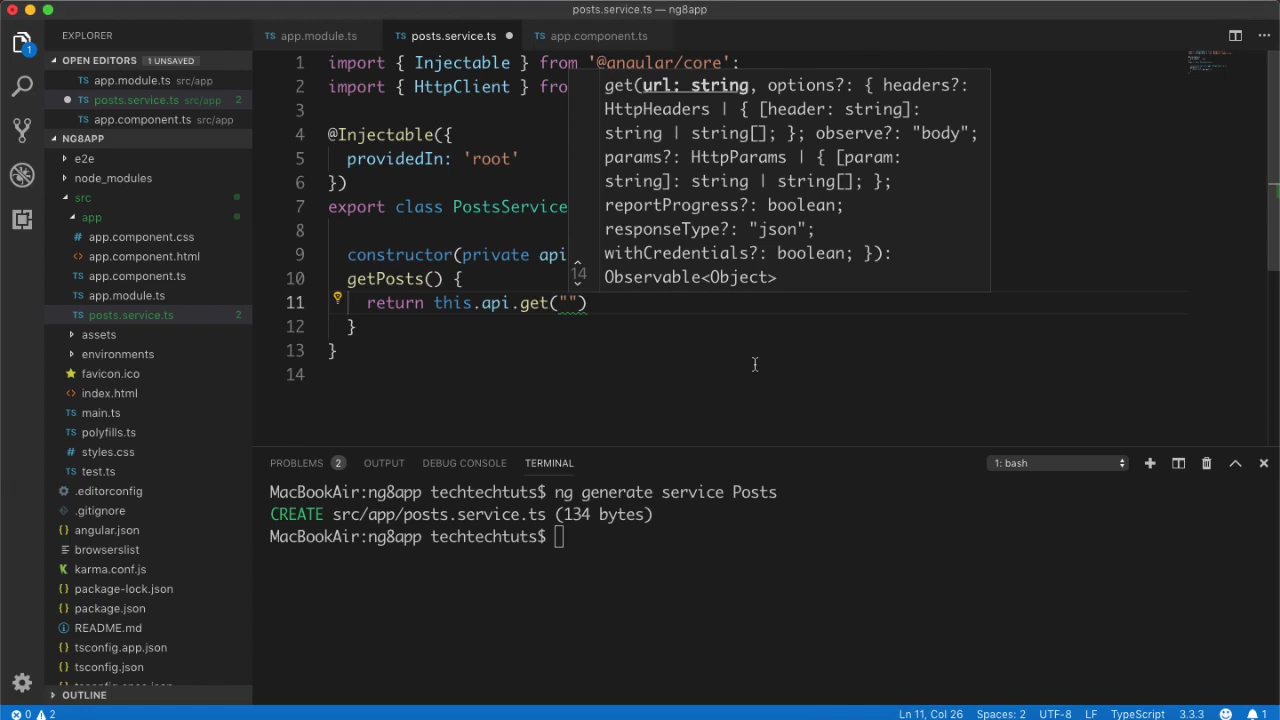 posts.service.ts — ng8app
EXPLORER
app.module.ts
posts.service.ts
app.component.ts
OPEN EDITORS 1 UNSAVED
app.module.ts src/app
posts.service.ts src/app 2
app.component.ts src/app
NG8APP
e2e
node_modules
src
app
app.component.css
app.component.html
app.component.ts
app.module.ts
posts.service.ts 2
assets
environments
favicon.ico
index.html
main.ts
polyfills.ts
styles.css
test.ts
.editorconfig
.gitignore
angular.json
browserslist
karma.conf.js
package-lock.json
package.json
README.md
tsconfig.app.json
tsconfig.json
OUTLINE
1 import { Injectable } from '@angular/core';
2 import { HttpClient } fro
3
4 @Injectable({
5 providedIn: 'root'
6 })
7 export class PostsService
8
9 constructor(private api
10 getPosts() {
11 return this.api.get("")
12 }
13 }
14
get(url: string, options?: { headers?:
HttpHeaders | { [header: string]:
string | string[]; }; observe?: "body";
params?: HttpParams | { [param:
string]: string | string[]; };
reportProgress?: boolean;
responseType?: "json";
withCredentials?: boolean; }):
14 Observable<Object>
PROBLEMS 2 OUTPUT DEBUG CONSOLE TERMINAL 1: bash
MacBookAir:ng8app techtechtuts$ ng generate service Posts
CREATE src/app/posts.service.ts (134 bytes)
MacBookAir:ng8app techtechtuts$
0 2 Ln 11, Col 26 Spaces: 2 UTF-8 LF TypeScript 3.3.3 1